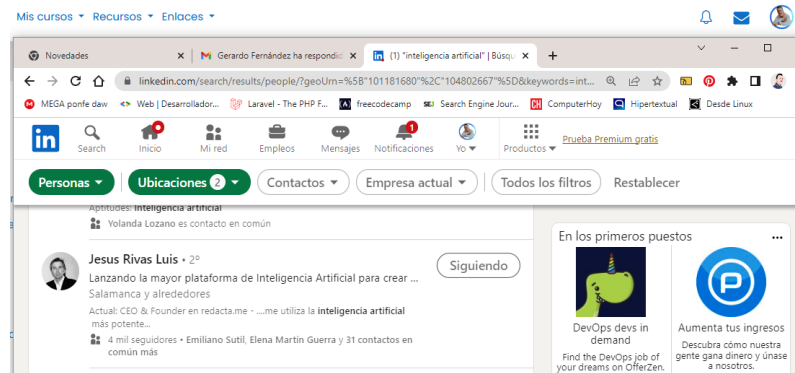 Mis cursos Recursos Enlaces
Novedades
Gerardo Fernández ha respondic
(1) "inteligencia artificial" | Búsqu
linkedin.com/search/results/people/?geoUrn=%5B"101181680"%2C"104802667"%5D&keywords=int...
MEGA ponfe daw
Web | Desarrollador...
Laravel - The PHP F...
freecodecamp
Search Engine Jour...
ComputerHoy
Hipertextual
Desde Linux
in
Search
Inicio
Mi red
Empleos
Mensajes
1
Notificaciones
Yo
Productos
Prueba Premium gratis
Personas
Ubicaciones 2
Contactos
Empresa actual
Todos los filtros
Restablecer
Aptitudes: Inteligencia artificial
Yolanda Lozano es contacto en común
Jesus Rivas Luis • 2º
Lanzando la mayor plataforma de Inteligencia Artificial para crear ...
Salamanca y alrededores
Actual: CEO & Founder en redacta.me - ....me utiliza la inteligencia artificial
más potente...
4 mil seguidores • Emiliano Sutil, Elena Martin Guerra y 31 contactos en
común más
Siguiendo
En los primeros puestos
...
DevOps devs in
demand
Find the DevOps job of
your dreams on OfferZen.
Aumenta tus ingresos
Descubra cómo nuestra
gente gana dinero y únase
a nosotros.